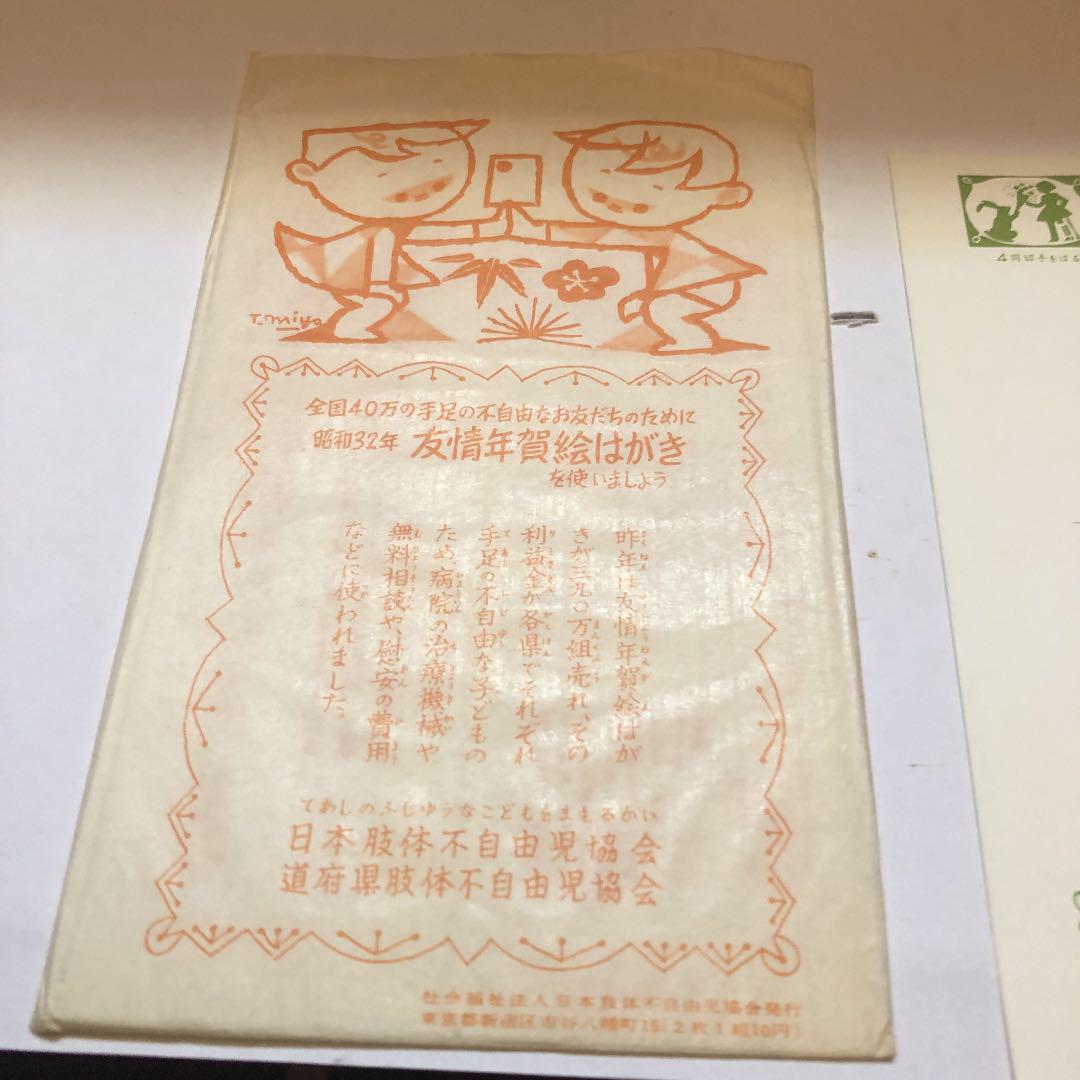 T.Miya
全国40万の手足の不自由なお友だちのために
昭和32年 友情年賀絵はがき
を使いましょう
昨年は友情年賀絵はが
きが三九〇万組売れ、その
利益金が各県でそれぞれ
手足の不自由な子どもの
ため、病院の治療機械や
無料相談や、慰安の費用
などに使われました。
てあしのふじゆうなこどもをまもるかい
日本肢体不自由児協会
道府県肢体不自由児協会
社会福祉法人日本肢体不自由児協会発行
東京都新宿区市谷八幡町15(2枚1組10円)
4円切手をはる